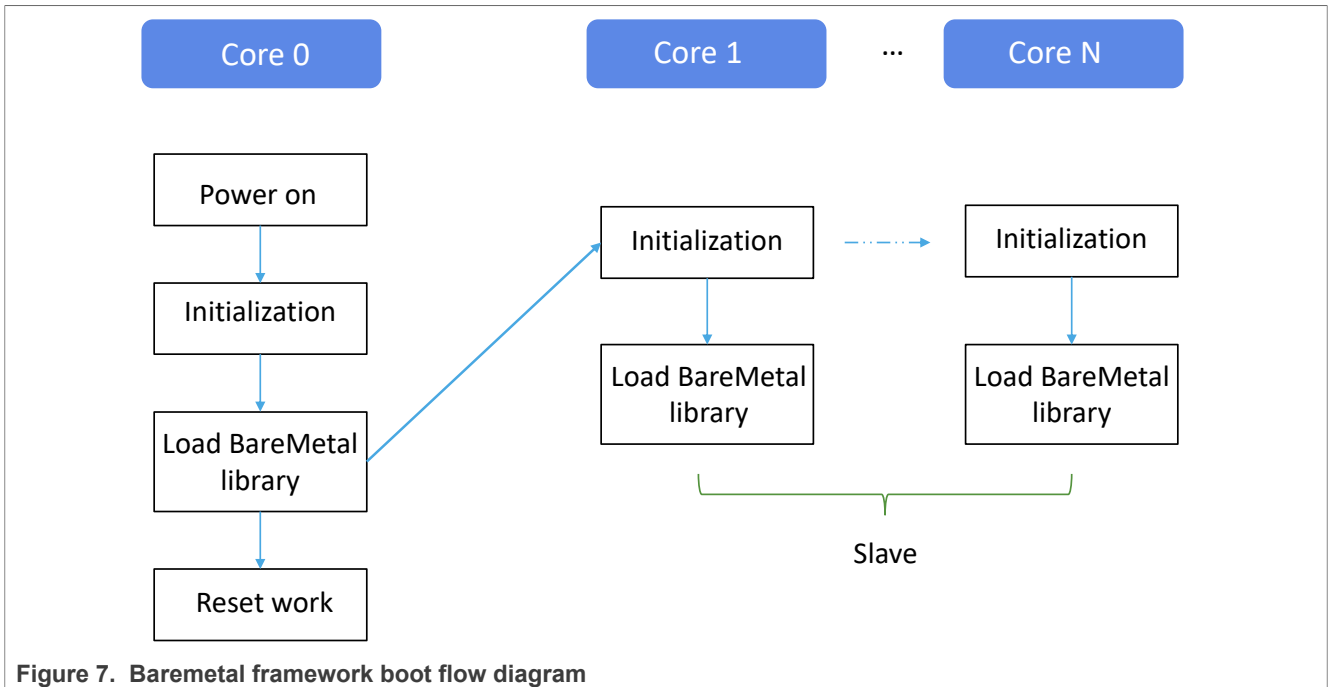 Core 0
Core 1
...
Core N
Power on
Initialization
Load BareMetal
library
Reset work
Initialization
Load BareMetal
library
Initialization
Load BareMetal
library
Slave
Figure 7. Baremetal framework boot flow diagram